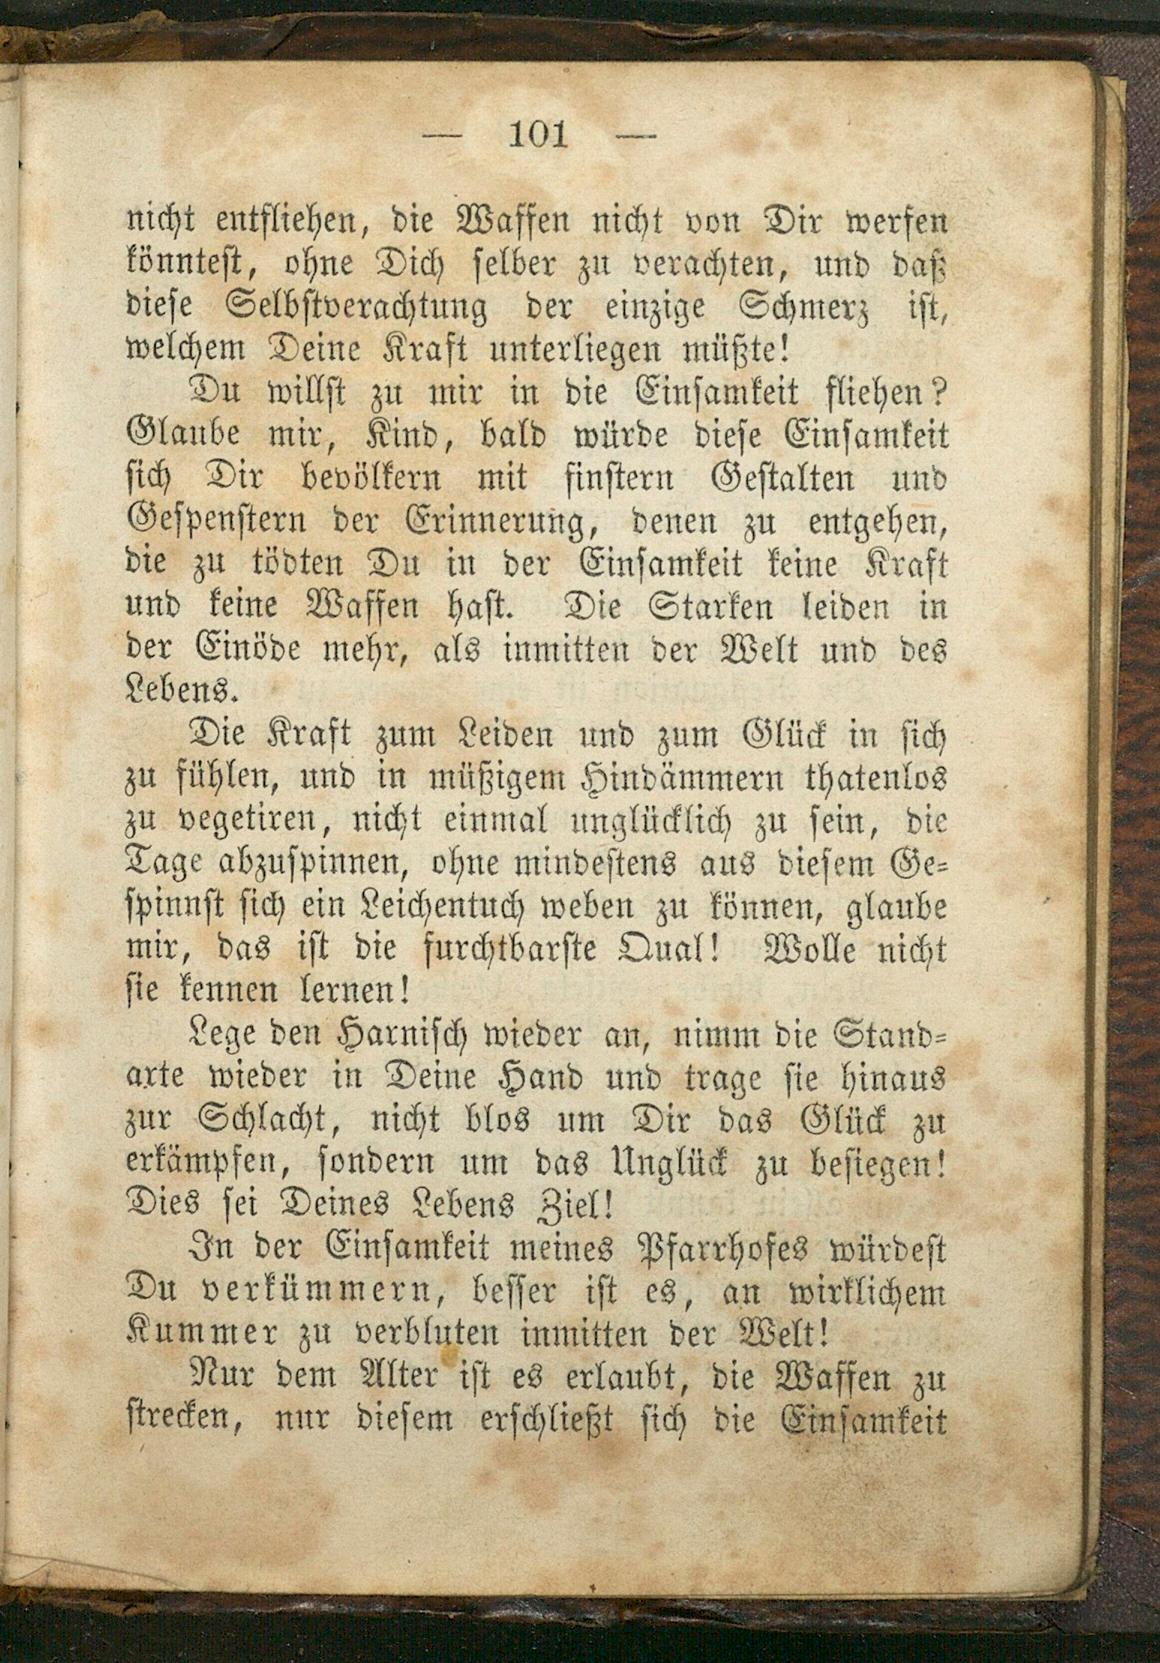 — 101 —
nicht entfliehen, die Waffen nicht von Dir werfen
könntest, ohne Dich selber zu verachten, und daß
diese Selbstverachtung der einzige Schmerz ist,
welchem Deine Kraft unterliegen müßte!
Du willst zu mir in die Einsamkeit fliehen?
Glaube mir, Kind, bald würde diese Einsamkeit
sich Dir bevölkern mit finstern Gestalten und
Gespenstern der Erinnerung, denen zu entgehen,
die zu tödten Du in der Einsamkeit keine Kraft
und keine Waffen hast. Die Starken leiden in
der Einöde mehr, als inmitten der Welt und des
Lebens.
Die Kraft zum Leiden und zum Glück in sich
zu fühlen, und in müßigem Hindämmern thatenlos
zu vegetiren, nicht einmal unglücklich zu sein, die
Tage abzuspinnen, ohne mindestens aus diesem Ge-
spinnst sich ein Leichentuch weben zu können, glaube
mir, das ist die furchtbarste Qual! Wolle nicht
sie kennen lernen!
Lege den Harnisch wieder an, nimm die Stand-
arte wieder in Deine Hand und trage sie hinaus
zur Schlacht, nicht blos um Dir das Glück zu
erkämpfen, sondern um das Unglück zu besiegen!
Dies sei Deines Lebens Ziel!
In der Einsamkeit meines Pfarrhofes würdest
Du verkümmern, besser ist es, an wirklichem
Kummer zu verbluten inmitten der Welt!
Nur dem Alter ist es erlaubt, die Waffen zu
strecken, nur diesem erschließt sich die Einsamkeit